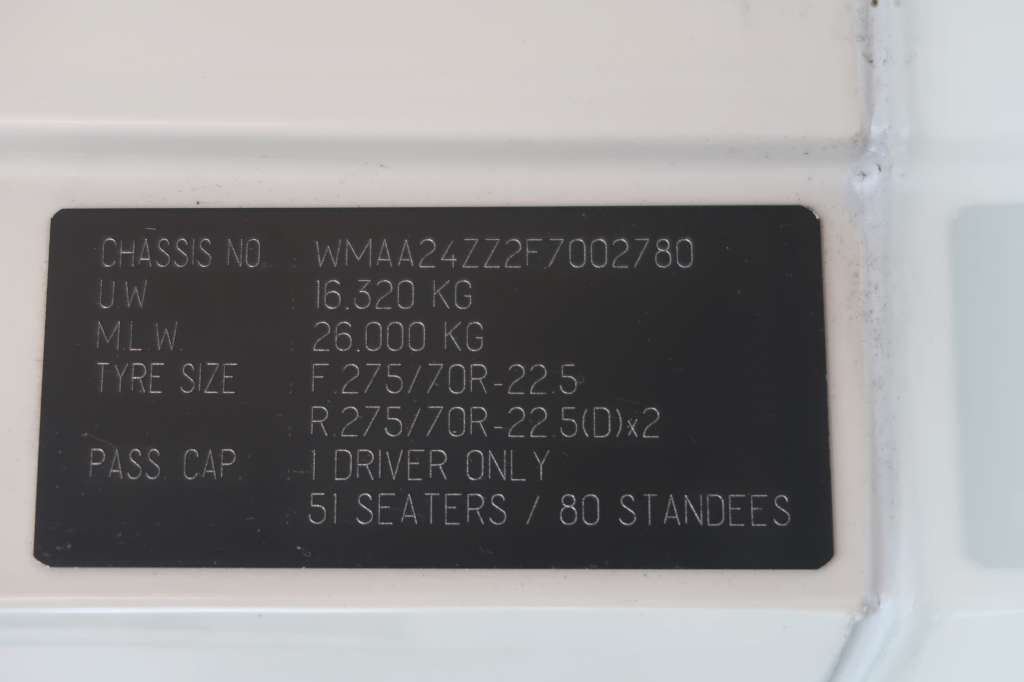 CHASSIS NO. : WMAA24ZZ2F7002780
U.W : 16.320 KG
M.L.W. : 26.000 KG
TYRE SIZE : F.275/70R-22.5
: R.275/70R-22.5(D)x2
PASS. CAP. : 1 DRIVER ONLY
51 SEATERS / 80 STANDEES